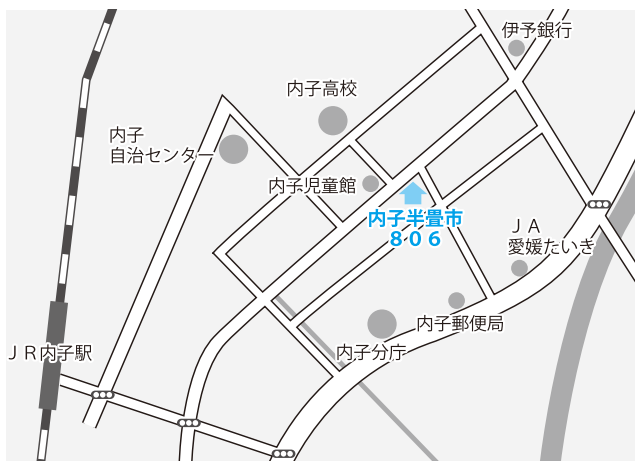 伊予銀行
内子高校
内子
自治センター
内子児童館
内子半畳市
８０６
ＪＡ
愛媛たいき
内子郵便局
内子分庁
ＪＲ内子駅